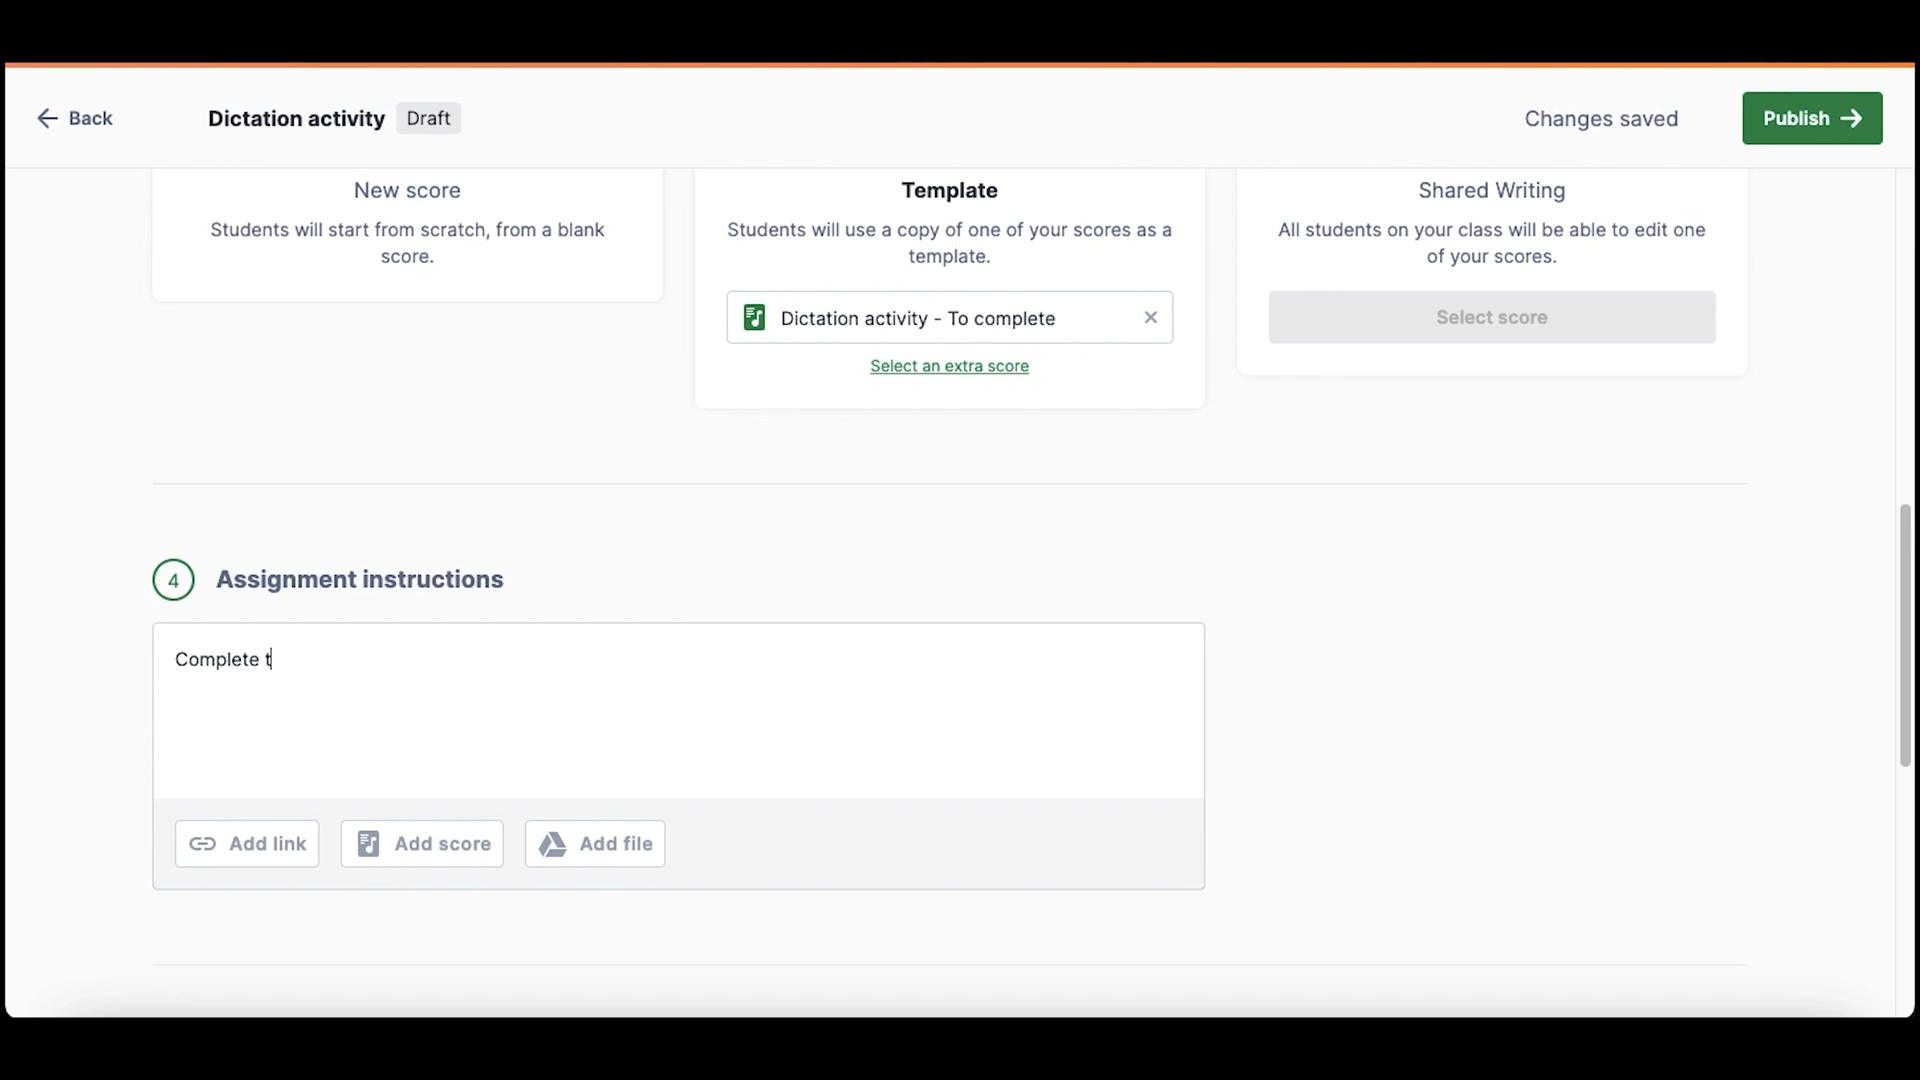 Back
Dictation activity
Draft
Changes saved
Publish
New score
Students will start from scratch, from a blank
score.
Template
Students will use a copy of one of your scores as a
template.
Dictation activity - To complete
Select an extra score
Shared Writing
All students on your class will be able to edit one
of your scores.
Select score
4
Assignment instructions
Complete t
Add link
Add score
Add file